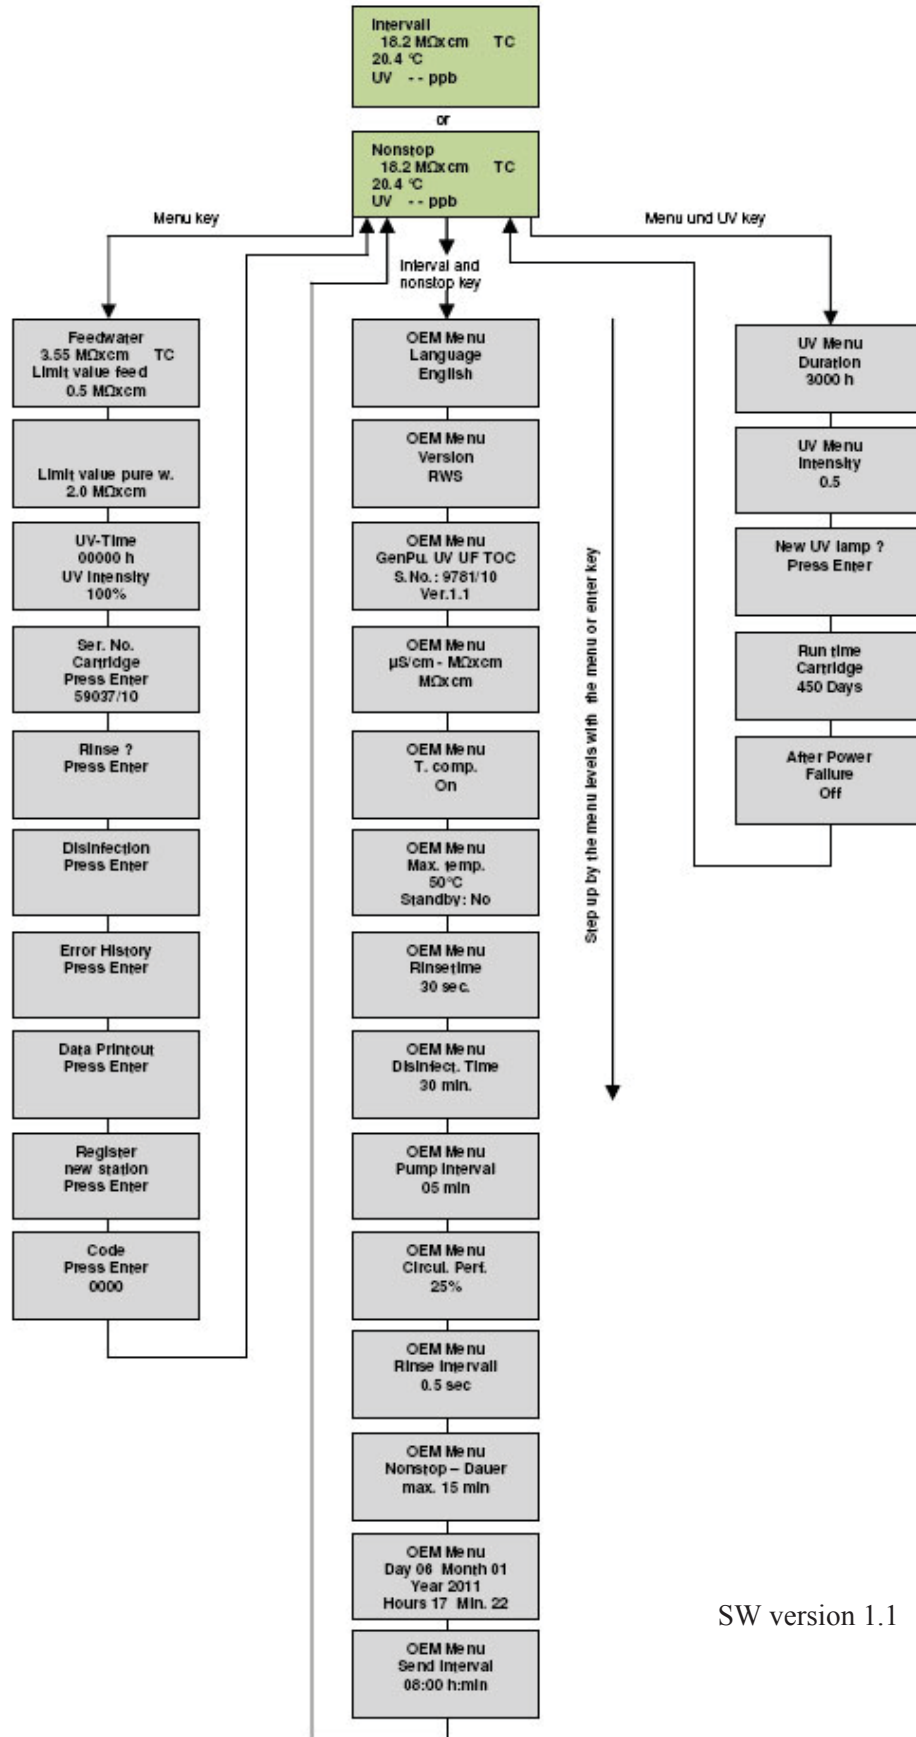 Intervall
18.2 MΩxcm TC
20.4 °C
UV - - ppb
or
Nonstop
18.2 MΩxcm TC
20.4 °C
UV - - ppb
Menu key
Interval and
nonstop key
Menu und UV key
Feedwater
3.55 MΩxcm TC
Limit value feed
0.5 MΩxcm
Limit value pure w.
2.0 MΩxcm
UV-Time
00000 h
UV Intensity
100%
Ser. No.
Cartridge
Press Enter
59037/10
Rinse ?
Press Enter
Disinfection
Press Enter
Error History
Press Enter
Data Printout
Press Enter
Register
new station
Press Enter
Code
Press Enter
0000
OEM Menu
Language
English
OEM Menu
Version
RWS
OEM Menu
GenPu. UV UF TOC
S.No.: 9781/10
Ver.1.1
OEM Menu
µS/cm - MΩxcm
MΩxcm
OEM Menu
T. comp.
On
OEM Menu
Max. temp.
50°C
Standby: No
OEM Menu
Rinsetime
30 sec.
OEM Menu
Disinfect. Time
30 min.
OEM Menu
Pump Interval
05 min
OEM Menu
Circul. Perf.
25%
OEM Menu
Rinse Intervall
0.5 sec
OEM Menu
Nonstop – Dauer
max. 15 min
OEM Menu
Day 06 Month 01
Year 2011
Hours 17 Min. 22
OEM Menu
Send Interval
08:00 h:min
Step up by the menu levels with the menu or enter key
UV Menu
Duration
3000 h
UV Menu
Intensity
0.5
New UV lamp ?
Press Enter
Run time
Cartridge
450 Days
After Power
Failure
Off
SW version 1.1